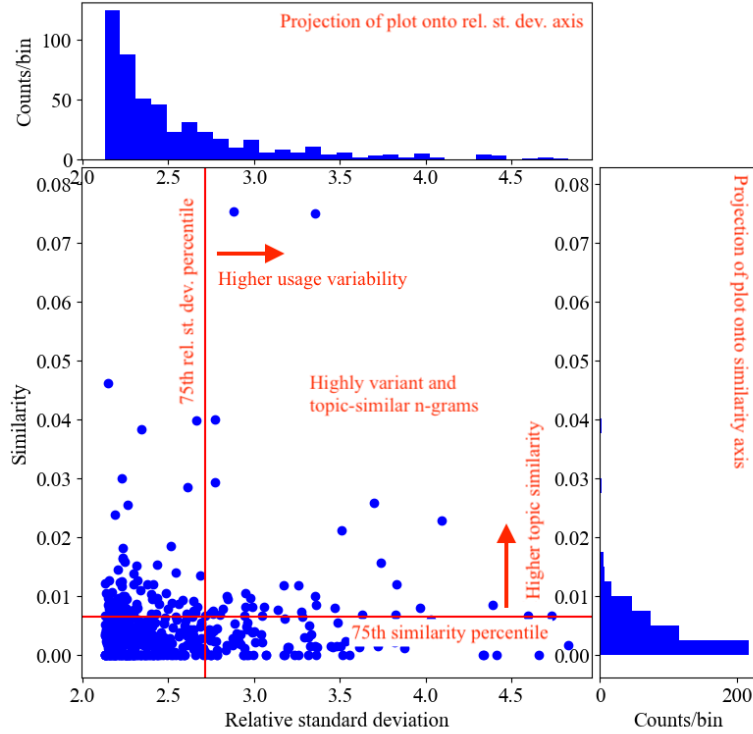 Projection of plot onto rel. st. dev. axis
Counts/bin
100
50
0
2.0 2.5 3.0 3.5 4.0 4.5
0.08
0.07
0.06
0.05
0.04
0.03
0.02
0.01
0.00
Similarity
75th rel. st. dev. percentile
Higher usage variability
Highly variant and
topic-similar n-grams
Higher topic similarity
75th similarity percentile
2.0 2.5 3.0 3.5 4.0 4.5
Relative standard deviation
0.08
0.07
0.06
0.05
0.04
0.03
0.02
0.01
0.00
Projection of plot onto similarity axis
0 200
Counts/bin